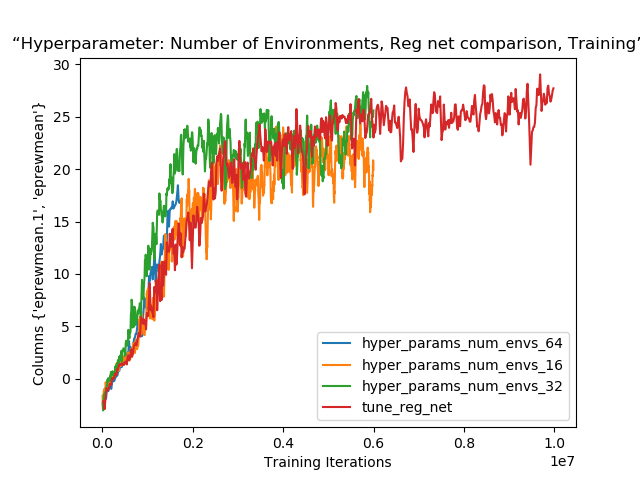 “Hyperparameter: Number of Environments, Reg net comparison, Training”
Columns {'eprewmean.1', 'eprewmean'}
30
25
20
15
10
5
0
hyper_params_num_envs_64
hyper_params_num_envs_16
hyper_params_num_envs_32
tune_reg_net
0.0 0.2 0.4 0.6 0.8 1.0
1e7
Training Iterations